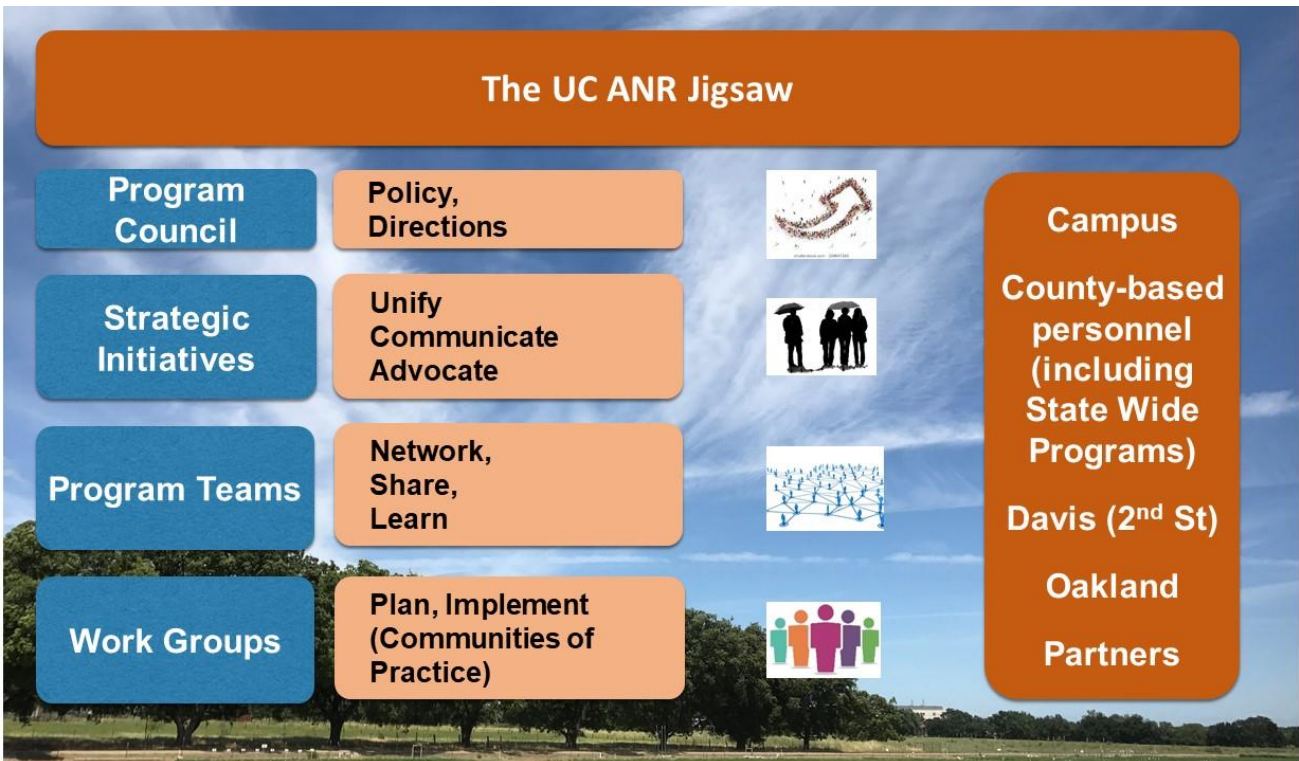 The UC ANR Jigsaw
Program
Council
Policy,
Directions
Strategic
Initiatives
Unify
Communicate
Advocate
Program Teams
Network,
Share,
Learn
Work Groups
Plan, Implement
(Communities of
Practice)
Campus
County-based
personnel
(including
State Wide
Programs)
Davis (2nd St)
Oakland
Partners